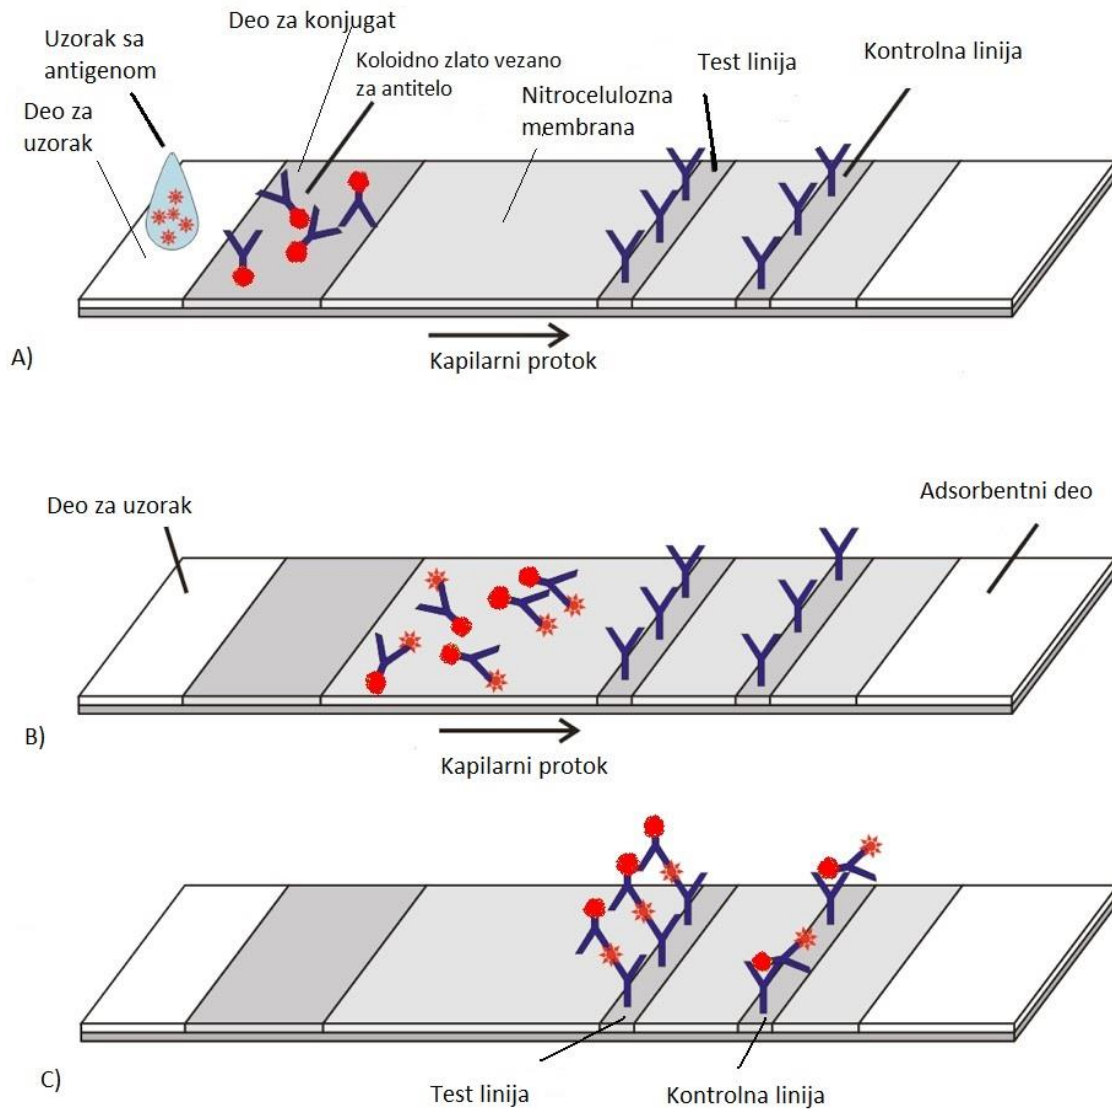 Deo za konjugat
Uzorak sa
antigenom
Koloidno zlato vezano
za antitelo
Kontrolna linija
Test linija
Deo za
uzorak
Nitrocelulozna
membrana
Kapilarni protok
A)
Deo za uzorak
Adsorbentni deo
B)
Kapilarni protok
C)
Test linija
Kontrolna linija